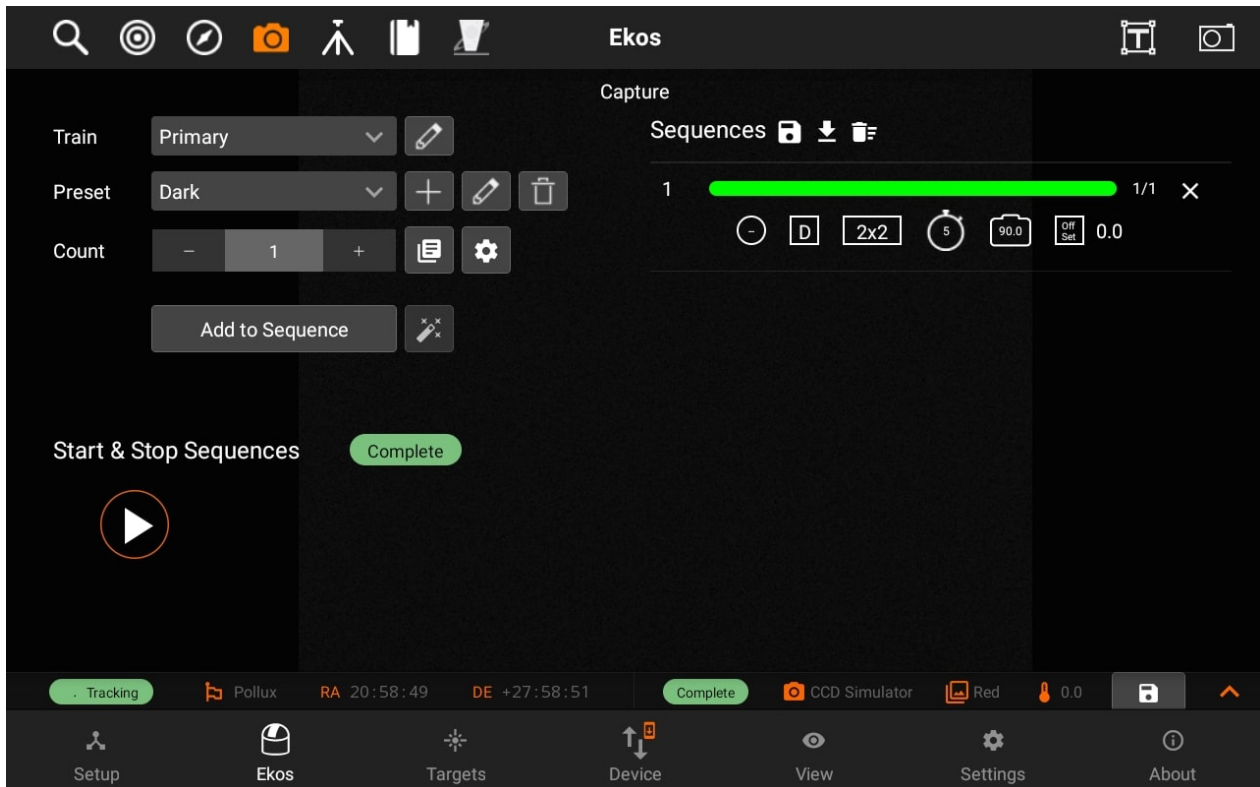 Ekos
T
Capture
Train
Primary
Preset
Dark
Count
−
1
+
Add to Sequence
Start & Stop Sequences
Complete
Sequences
1
1/1
-
D
2x2
5
90.0
Off
Set
0.0
. Tracking
Pollux
RA 20:58:49
DE +27:58:51
Complete
CCD Simulator
Red
0.0
Setup
Ekos
Targets
Device
View
Settings
About